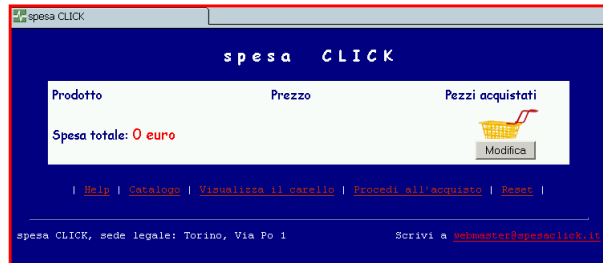 spesa CLICK
spesa CLICK
Prodotto Prezzo Pezzi acquistati
Spesa totale: 0 euro
Modifica
| Help | Catalogo | Visualizza il carello | Procedi all'acquisto | Reset |
spesa CLICK, sede legale: Torino, Via Po 1 Scrivi a webmaster@spesaclick.it